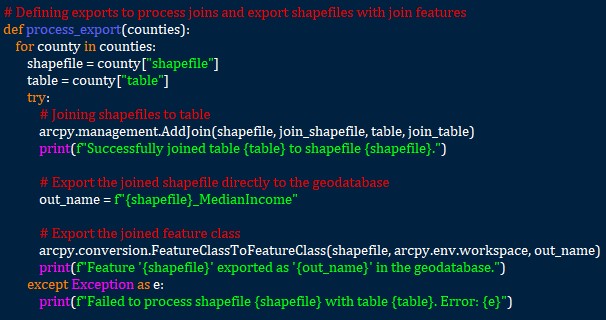 # Defining exports to process joins and export shapefiles with join features
def process_export(counties):
for county in counties:
shapefile = county["shapefile"]
table = county["table"]
try:
# Joining shapefiles to table
arcpy.management.AddJoin(shapefile, join_shapefile, table, join_table)
print(f"Successfully joined table {table} to shapefile {shapefile}.")
# Export the joined shapefile directly to the geodatabase
out_name = f"{shapefile}_MedianIncome"
# Export the joined feature class
arcpy.conversion.FeatureClassToFeatureClass(shapefile, arcpy.env.workspace, out_name)
print(f"Feature '{shapefile}' exported as '{out_name}' in the geodatabase.")
except Exception as e:
print(f"Failed to process shapefile {shapefile} with table {table}. Error: {e}")